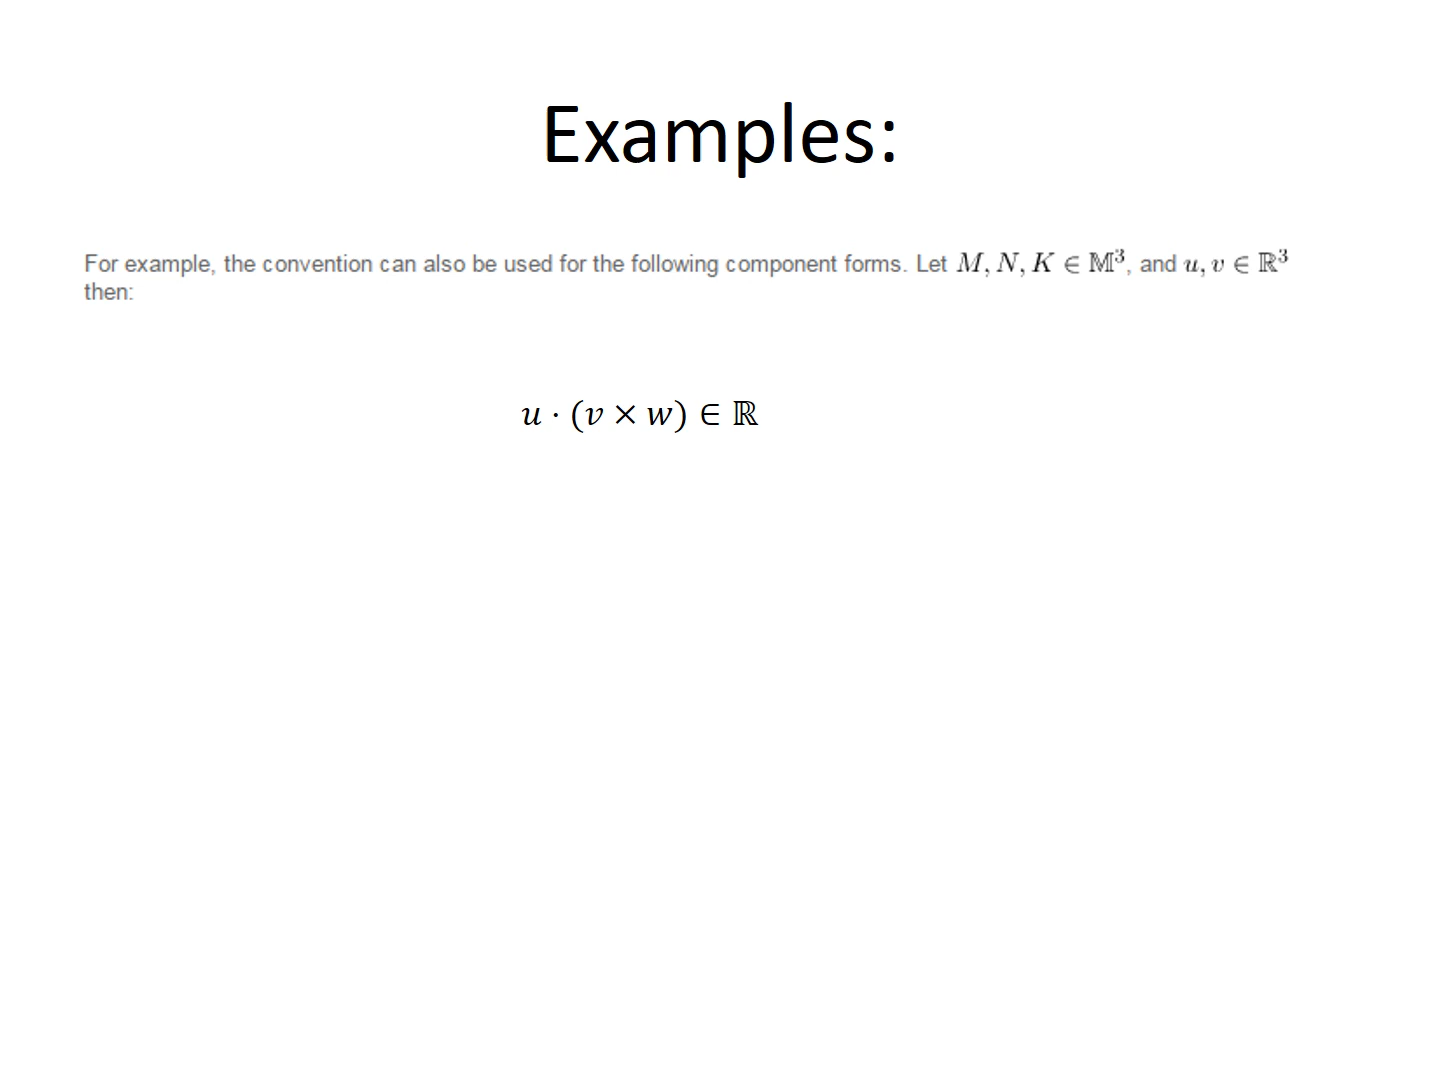 Examples:
For example, the convention can also be used for the following component forms. Let M, N, K ∈ 𝕄³, and u, v ∈ ℝ³
then:
u · (v × w) ∈ ℝ